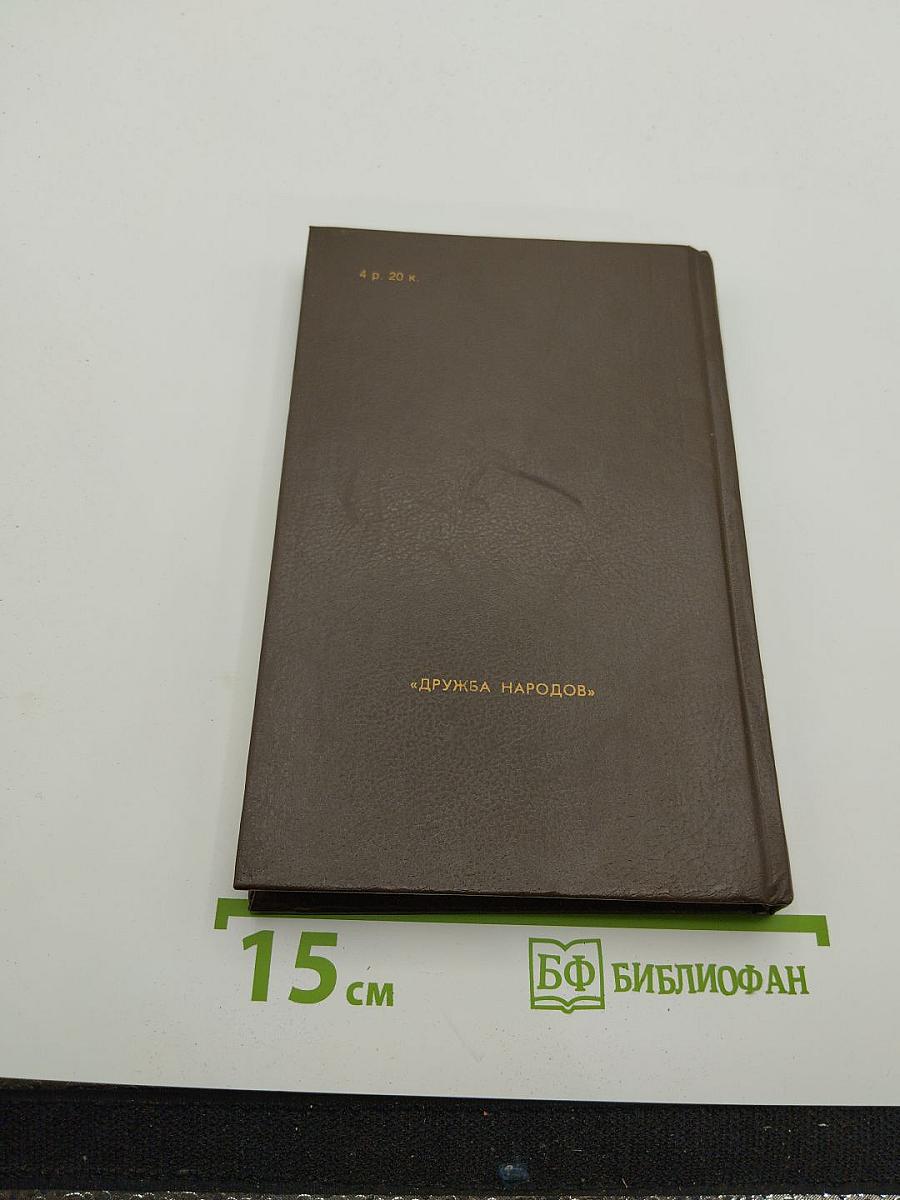 4 р. 20 к.
«ДРУЖБА НАРОДОВ»
15 см
БФ БИБЛИОФАН